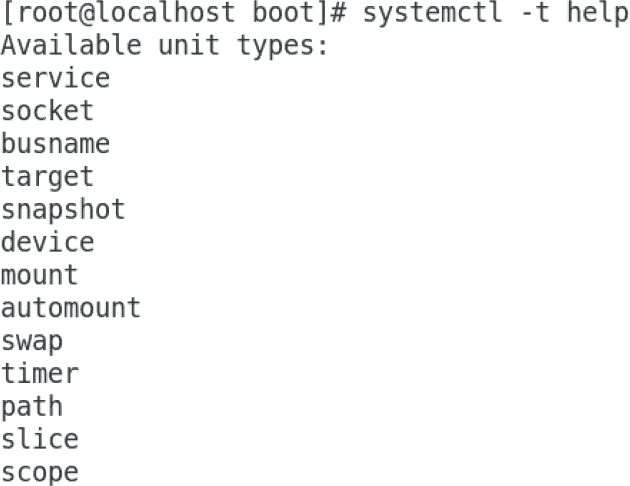 [root@localhost boot]# systemctl -t help
Available unit types:
service
socket
busname
target
snapshot
device
mount
automount
swap
timer
path
slice
scope